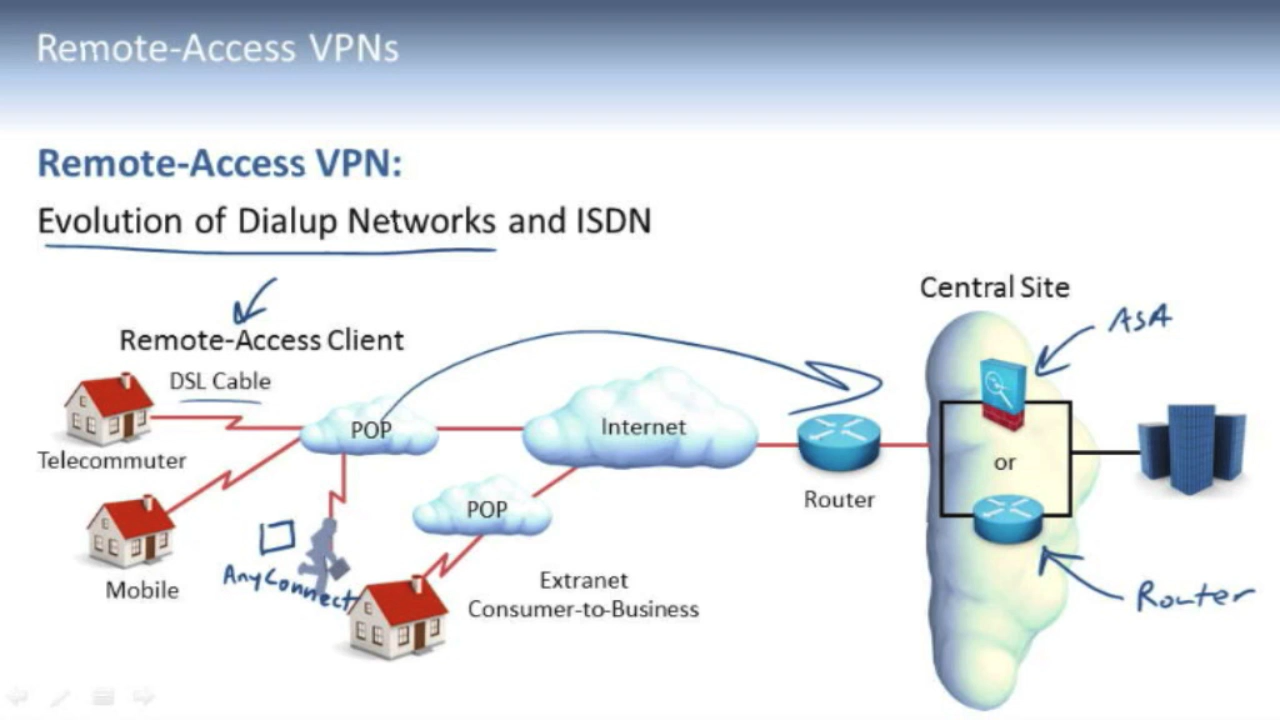 Remote-Access VPNs
Remote-Access VPN:
Evolution of Dialup Networks and ISDN
Central Site
ASA
Remote-Access Client
DSL Cable
POP
Internet
Telecommuter
or
Router
POP
Mobile
AnyConnect
Extranet
Consumer-to-Business
Router